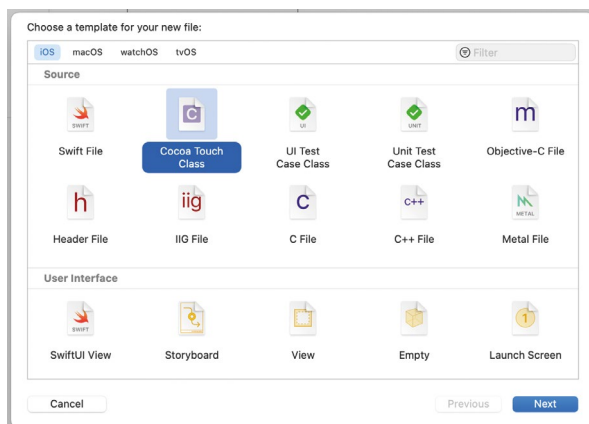 Choose a template for your new file:
iOS macOS watchOS tvOS Filter
Source
C UI UNIT m
SWIFT
Swift File Cocoa Touch Class UI Test Case Class Unit Test Case Class Objective-C File
h iig C C++ METAL
Header File IIG File C File C++ File Metal File
User Interface
SWIFT 1
SwiftUI View Storyboard View Empty Launch Screen
Cancel Previous Next